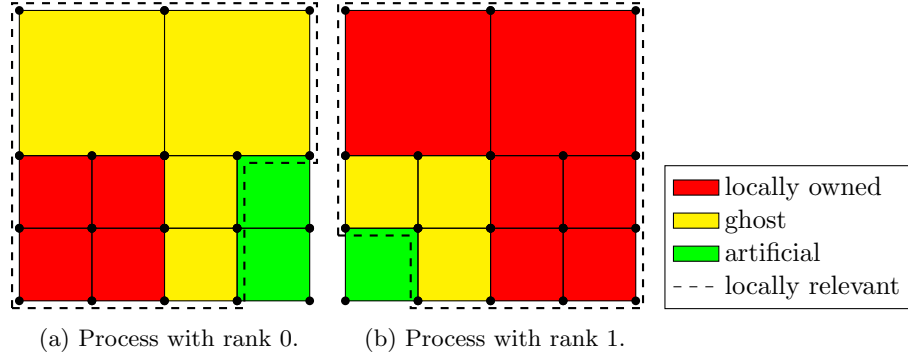 locally owned
ghost
artificial
locally relevant
(a) Process with rank 0.
(b) Process with rank 1.